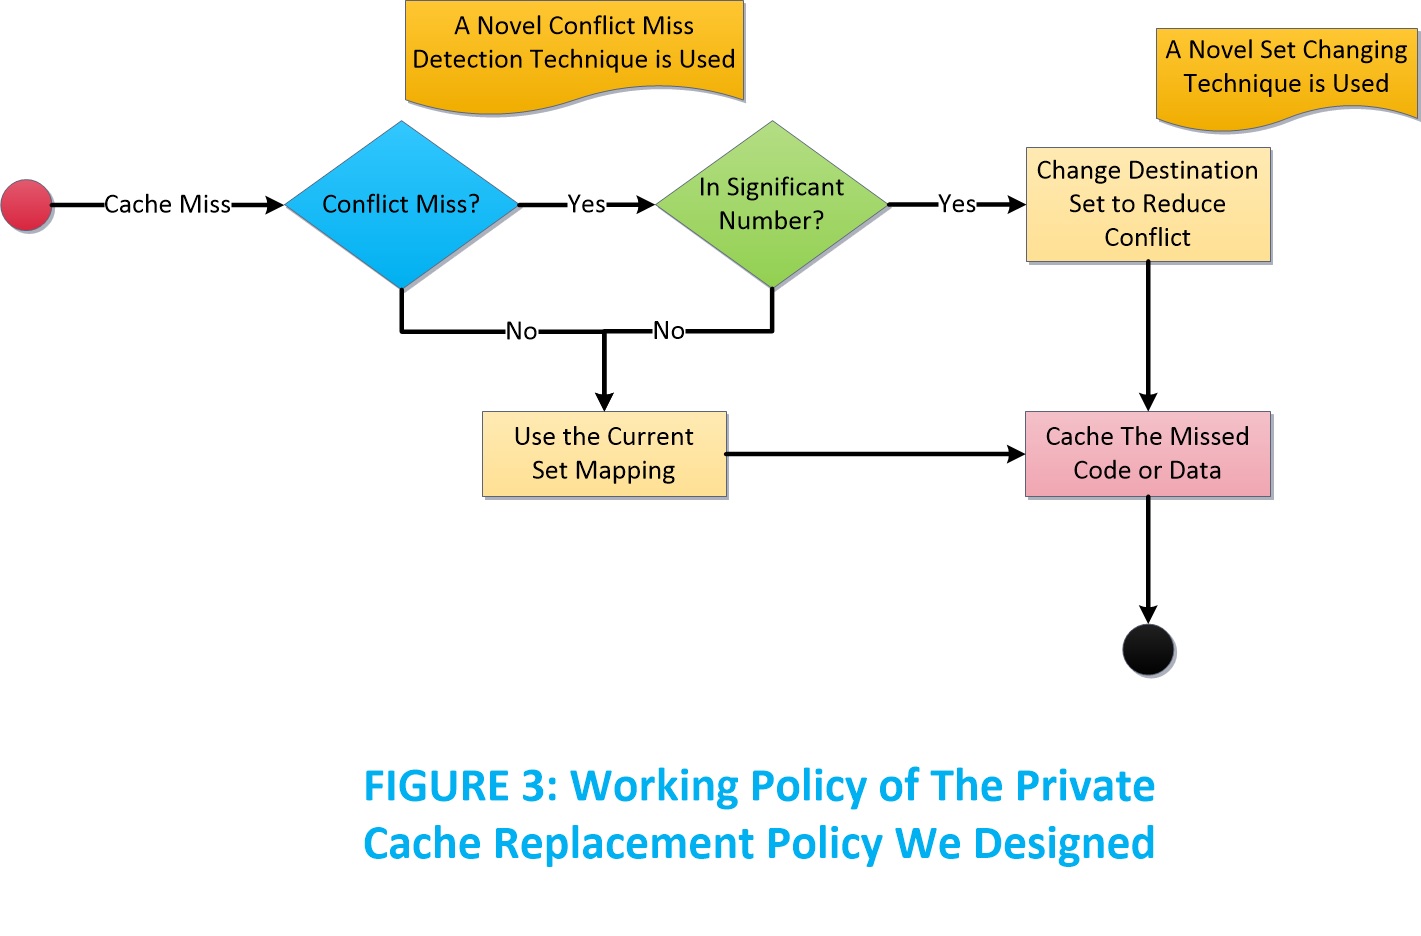 A Novel Conflict Miss
Detection Technique is Used
A Novel Set Changing
Technique is Used
Cache Miss
Conflict Miss?
Yes
In Significant
Number?
Yes
Change Destination
Set to Reduce
Conflict
No
No
Use the Current
Set Mapping
Cache The Missed
Code or Data
FIGURE 3: Working Policy of The Private
Cache Replacement Policy We Designed